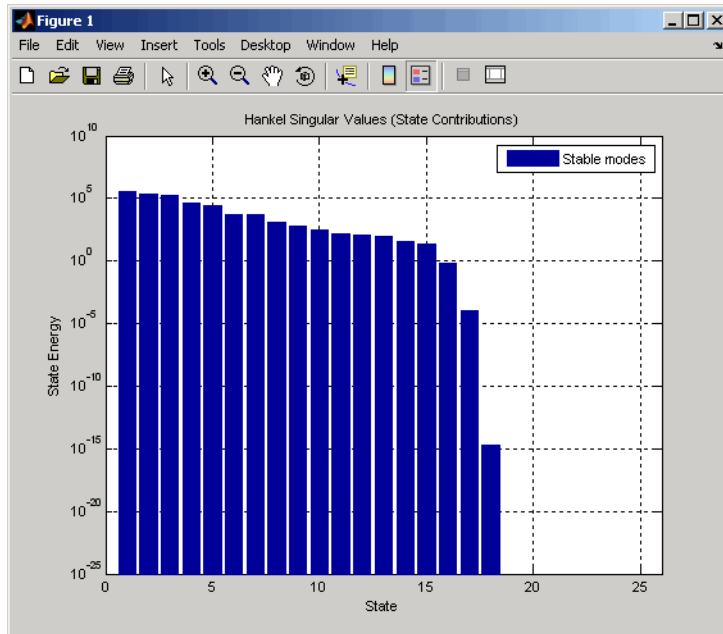 Figure 1
File Edit View Insert Tools Desktop Window Help
Hankel Singular Values (State Contributions)
Stable modes
10^10
10^5
10^0
10^-5
10^-10
10^-15
10^-20
10^-25
State Energy
0 5 10 15 20 25
State